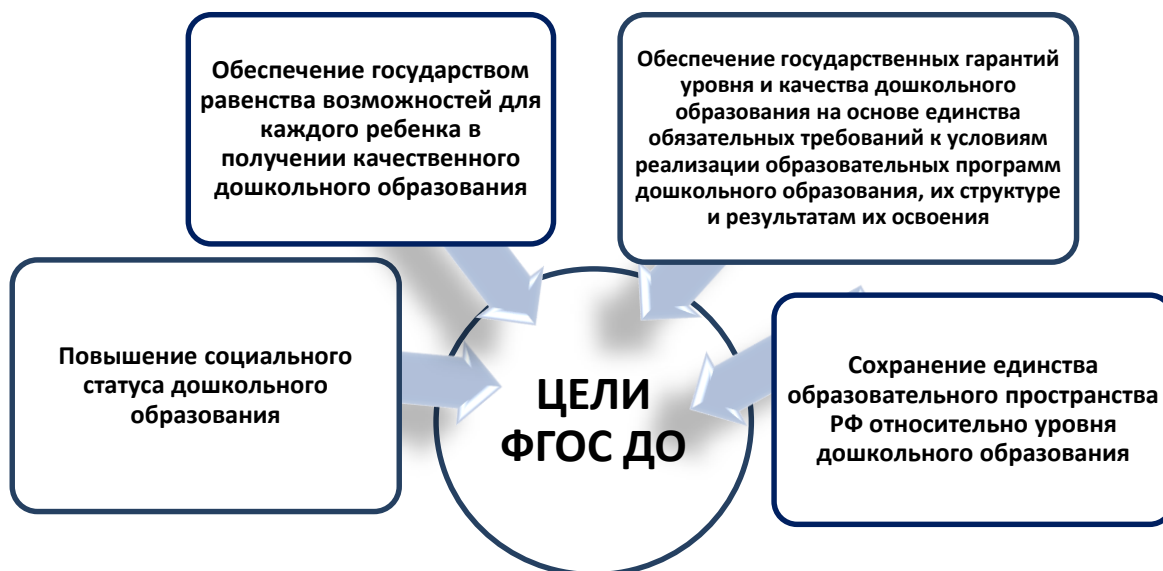 Обеспечение государством
равенства возможностей для
каждого ребенка в
получении качественного
дошкольного образования
Обеспечение государственных гарантий
уровня и качества дошкольного
образования на основе единства
обязательных требований к условиям
реализации образовательных программ
дошкольного образования, их структуре
и результатам их освоения
Повышение социального
статуса дошкольного
образования
ЦЕЛИ
ФГОС ДО
Сохранение единства
образовательного пространства
РФ относительно уровня
дошкольного образования